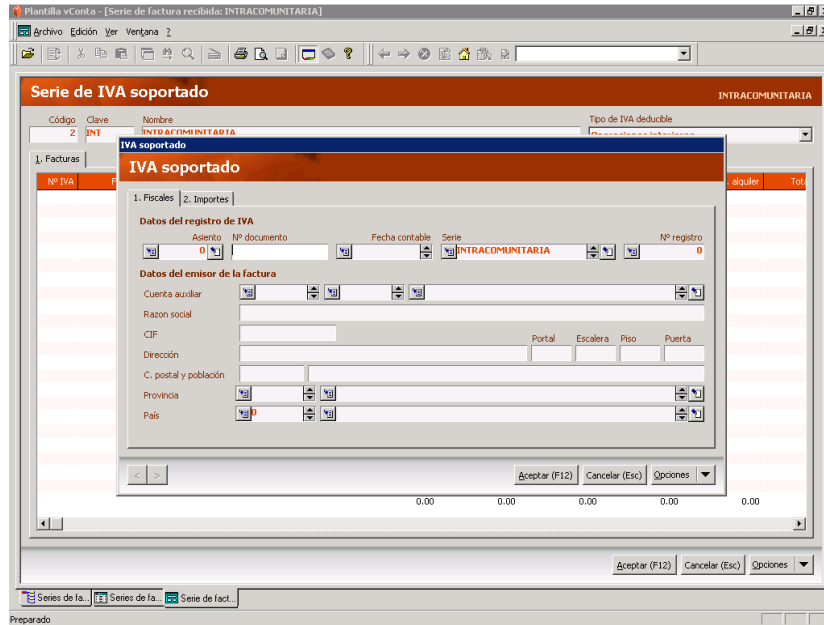 Plantilla vConta - [Serie de factura recibida: INTRACOMUNITARIA]
Archivo Edición Ver Ventana ?
Serie de IVA soportado
INTRACOMUNITARIA
Código Clave Nombre Tipo de IVA deducible
2 INT INTRACOMUNITARIA Operaciones interiores
1. Facturas
Nº IVA F . alquiler Tota
IVA soportado
IVA soportado
1. Fiscales 2. Importes
Datos del registro de IVA
Asiento Nº documento Fecha contable Serie Nº registro
0 INTRACOMUNITARIA 0
Datos del emisor de la factura
Cuenta auxiliar
Razon social
CIF
Portal Escalera Piso Puerta
Dirección
C. postal y población
Provincia
País 0
< > Aceptar (F12) Cancelar (Esc) Opciones
0.00 0.00 0.00 0.00 0.00
Aceptar (F12) Cancelar (Esc) Opciones
Series de fa... Series de fa... Serie de fact...
Preparado